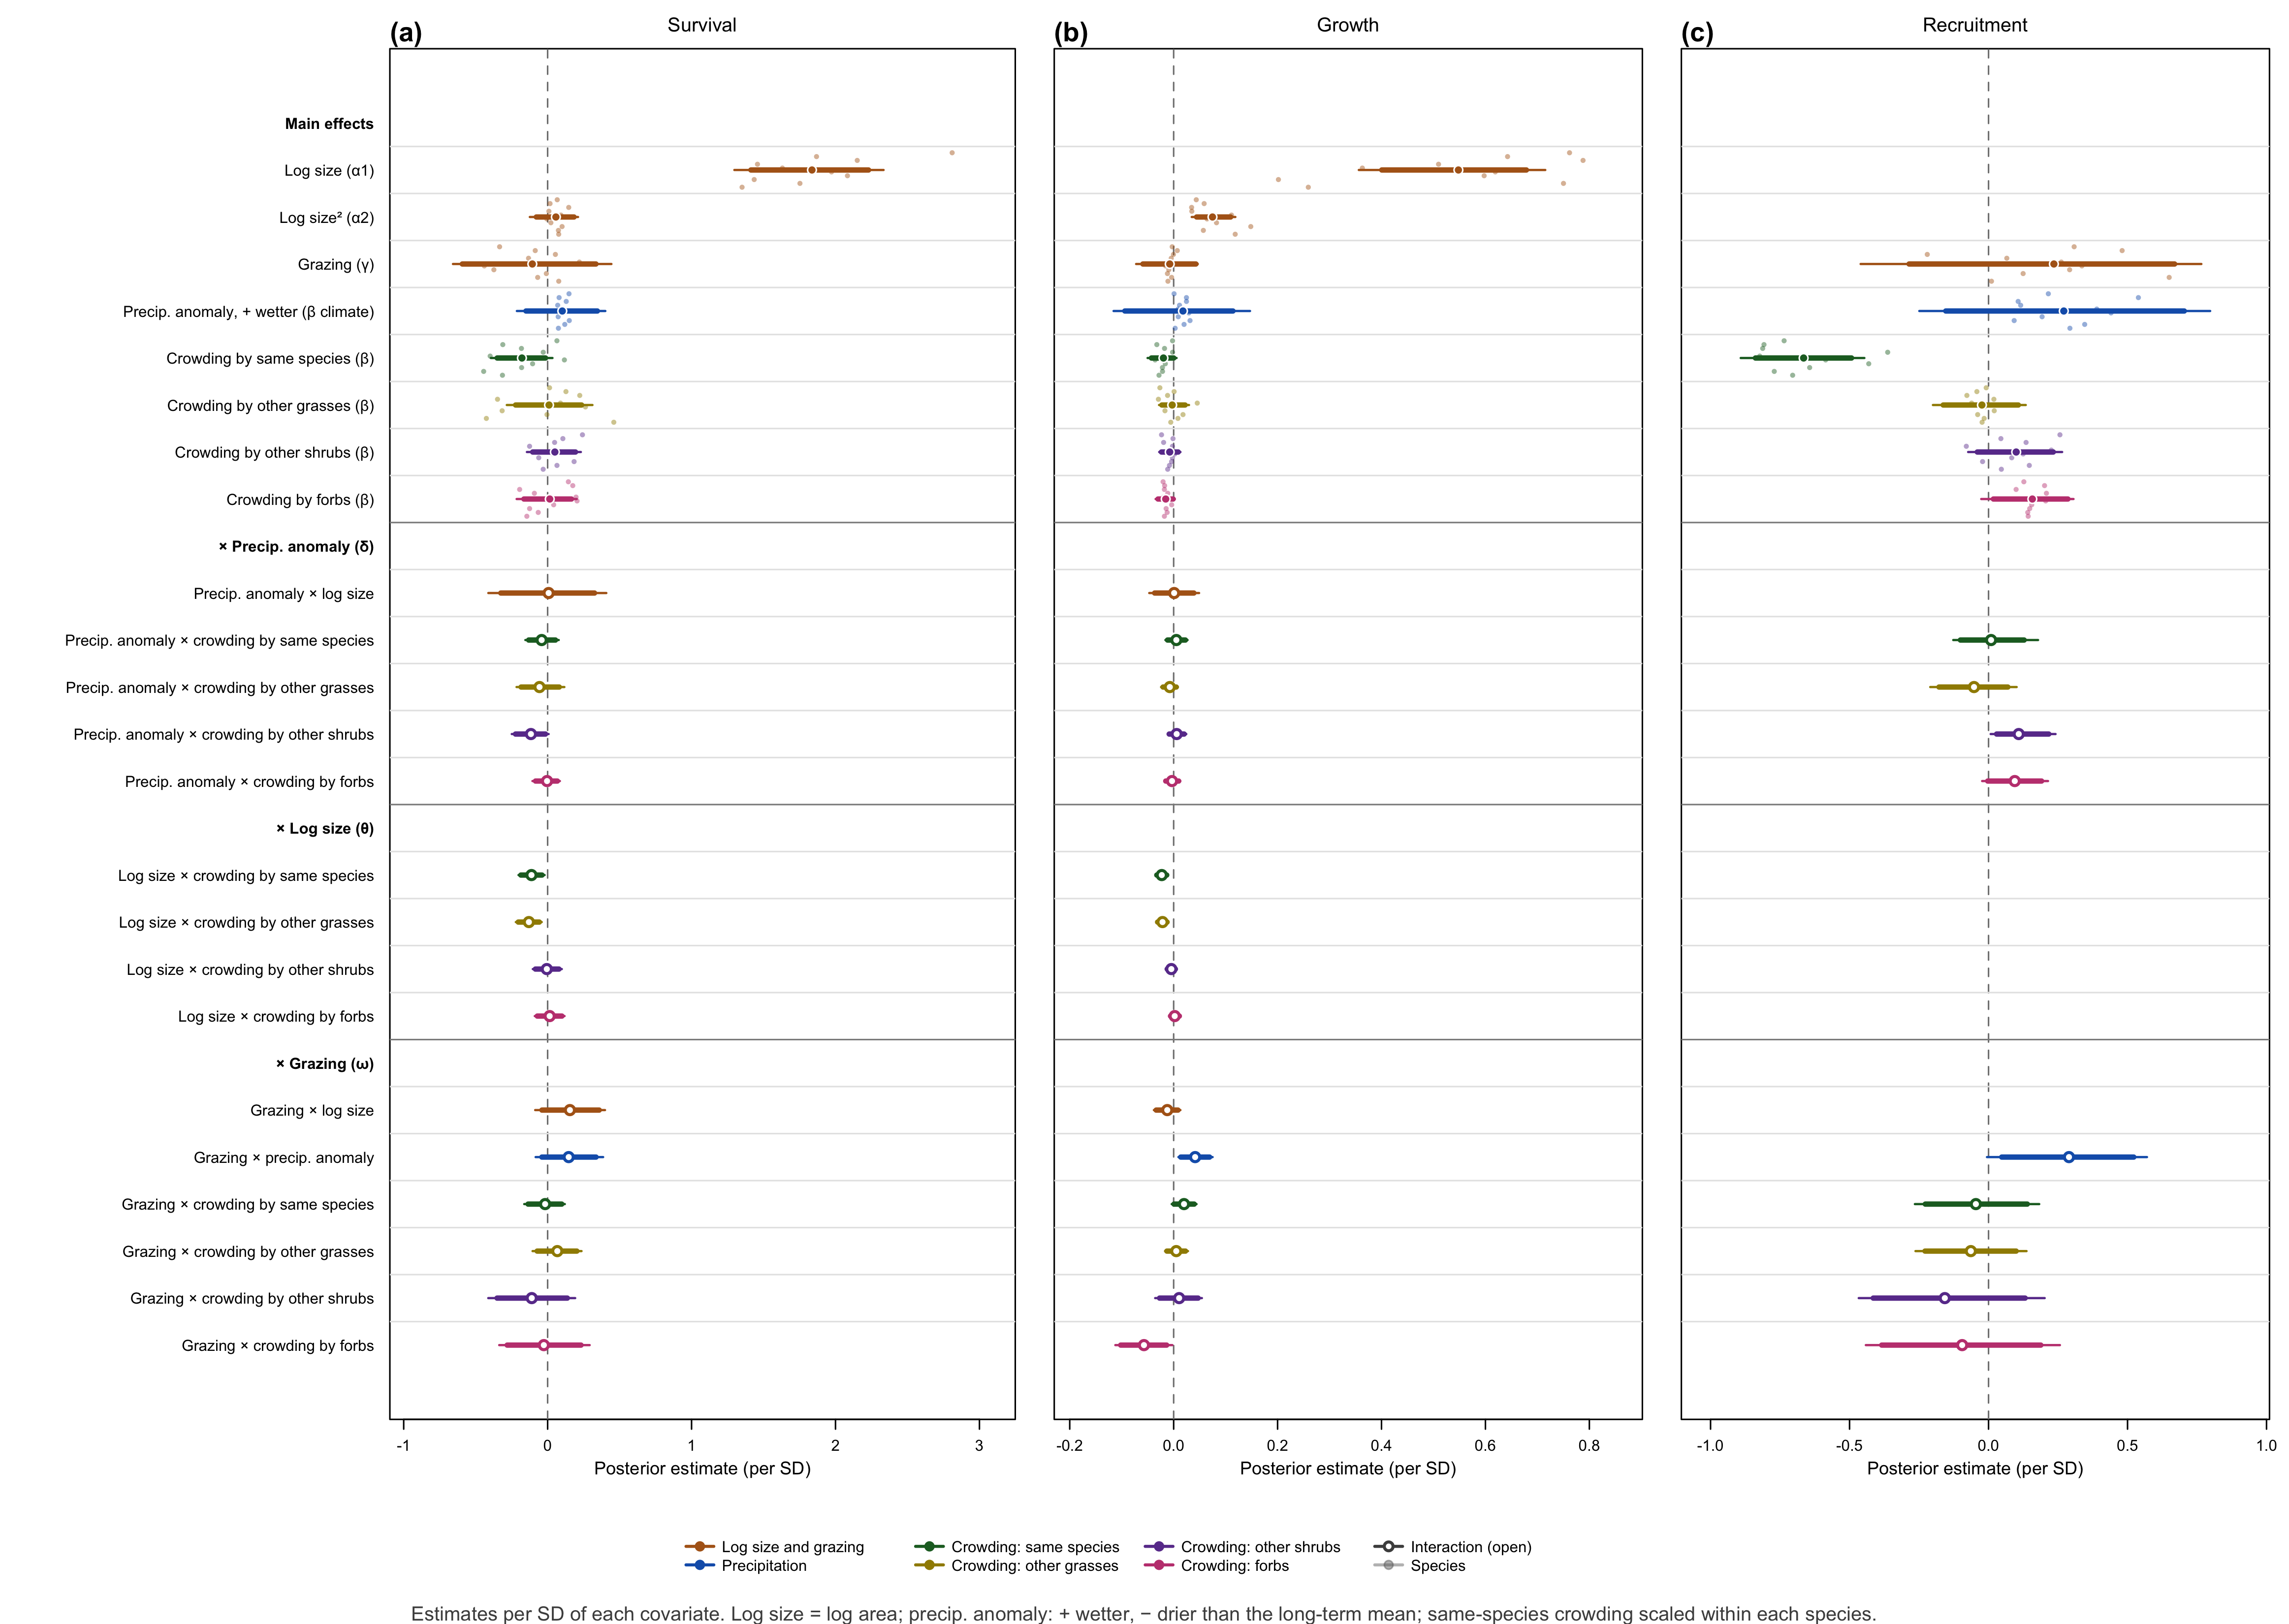 (a) Survival
(b) Growth
(c) Recruitment
Main effects
Log size (α1)
Log size² (α2)
Grazing (γ)
Precip. anomaly, + wetter (β climate)
Crowding by same species (β)
Crowding by other grasses (β)
Crowding by other shrubs (β)
Crowding by forbs (β)
× Precip. anomaly (δ)
Precip. anomaly × log size
Precip. anomaly × crowding by same species
Precip. anomaly × crowding by other grasses
Precip. anomaly × crowding by other shrubs
Precip. anomaly × crowding by forbs
× Log size (θ)
Log size × crowding by same species
Log size × crowding by other grasses
Log size × crowding by other shrubs
Log size × crowding by forbs
× Grazing (ω)
Grazing × log size
Grazing × precip. anomaly
Grazing × crowding by same species
Grazing × crowding by other grasses
Grazing × crowding by other shrubs
Grazing × crowding by forbs
-1 0 1 2 3
Posterior estimate (per SD)
-0.2 0.0 0.2 0.4 0.6 0.8
Posterior estimate (per SD)
-1.0 -0.5 0.0 0.5 1.0
Posterior estimate (per SD)
Log size and grazing
Precipitation
Crowding: same species
Crowding: other grasses
Crowding: other shrubs
Crowding: forbs
Interaction (open)
Species
Estimates per SD of each covariate. Log size = log area; precip. anomaly: + wetter, − drier than the long-term mean; same-species crowding scaled within each species.